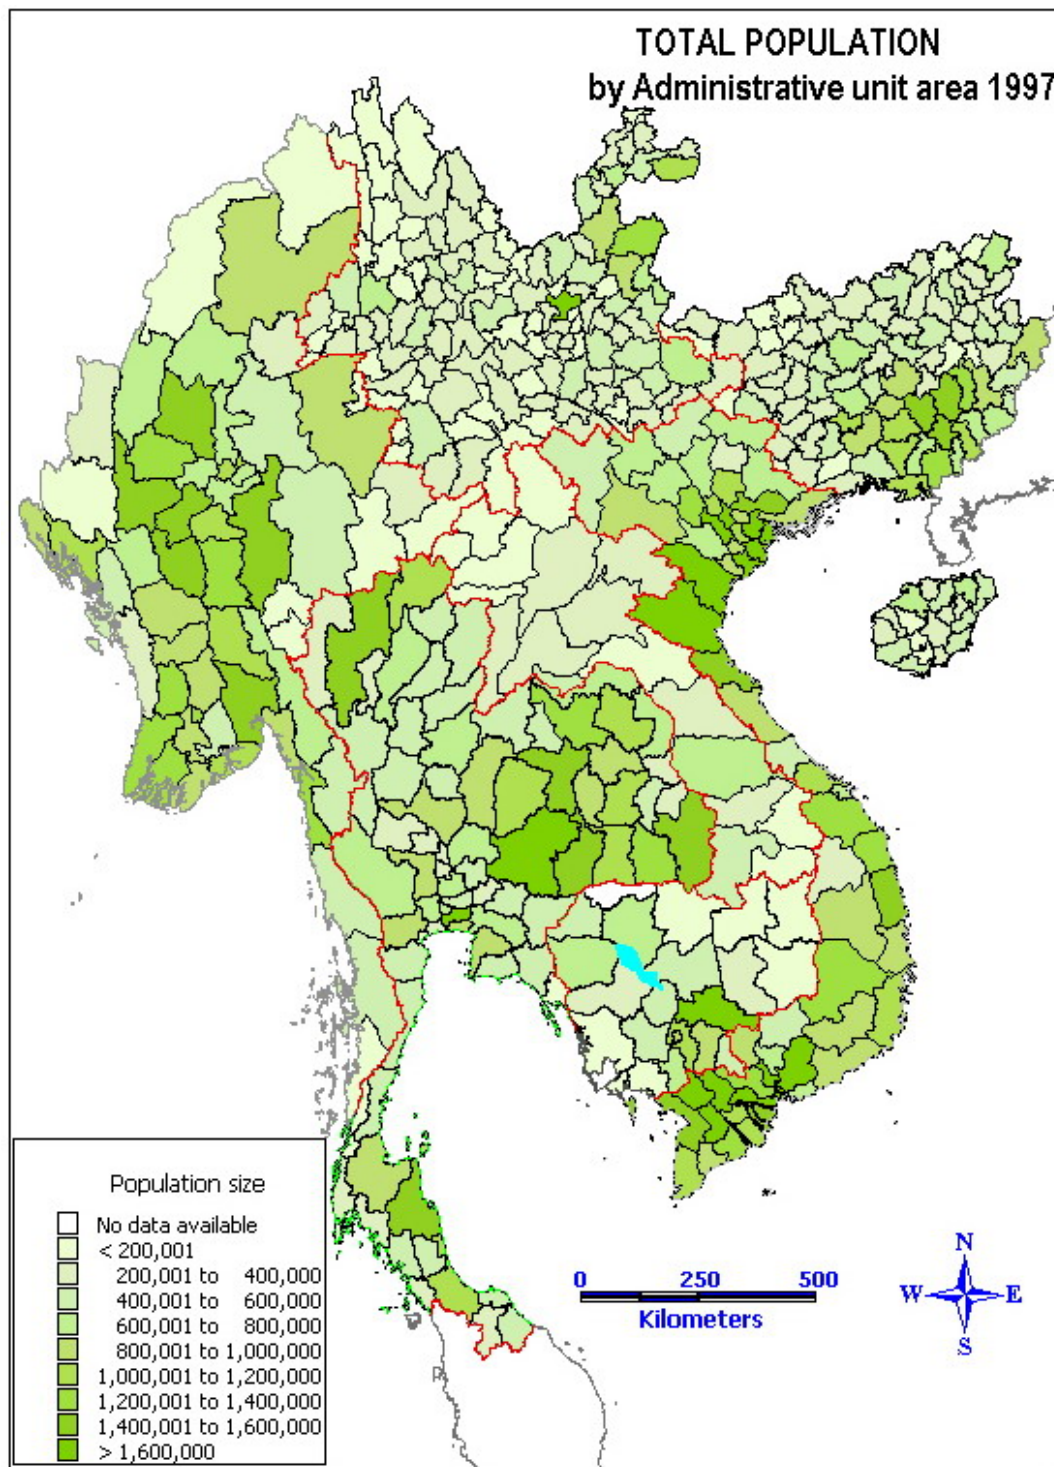 TOTAL POPULATION
by Administrative unit area 1997
Population size
No data available
< 200,001
200,001 to 400,000
400,001 to 600,000
600,001 to 800,000
800,001 to 1,000,000
1,000,001 to 1,200,000
1,200,001 to 1,400,000
1,400,001 to 1,600,000
> 1,600,000
0 250 500
Kilometers
N
W E
S